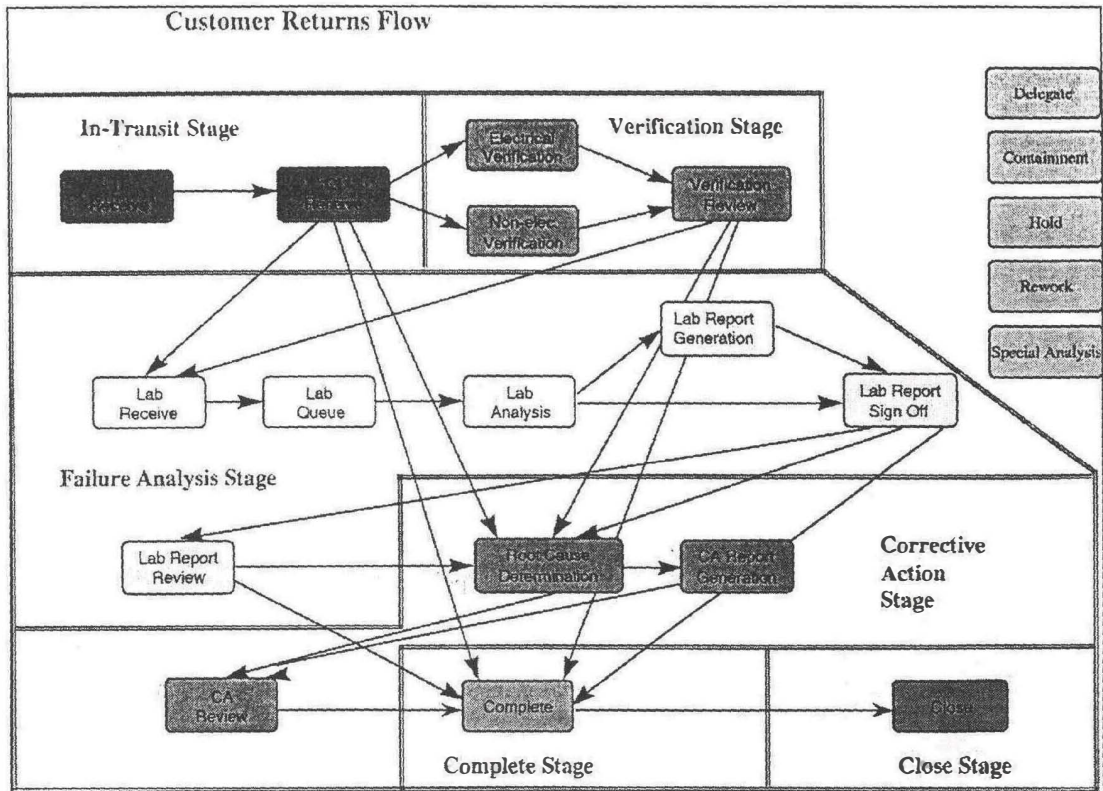 Customer Returns Flow
Delegate
In-Transit Stage
Verification Stage
Electrical
Verification
Containment
Receive
Receive
Verification
Review
Non-elec.
Verification
Hold
Rework
Lab Report
Generation
Special Analysis
Lab
Receive
Lab
Queue
Lab
Analysis
Lab Report
Sign Off
Failure Analysis Stage
Lab Report
Review
Root Cause
Determination
CA Report
Generation
Corrective
Action
Stage
CA
Review
Complete
Close
Complete Stage
Close Stage